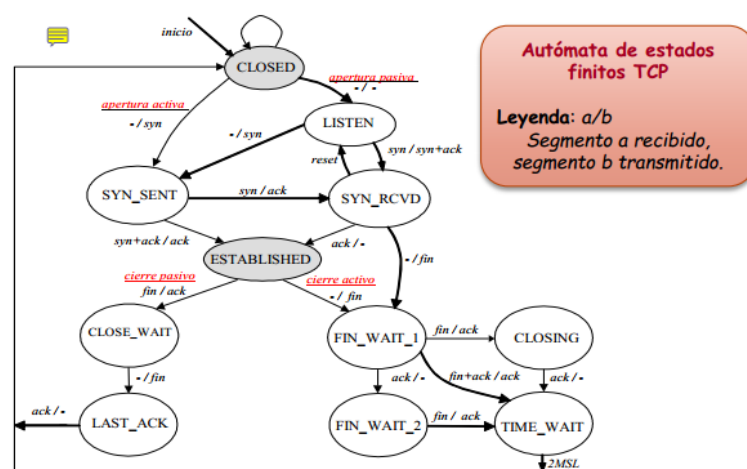 inicio
CLOSED
apertura pasiva
- / -
apertura activa
- / syn
- / syn
LISTEN
syn / syn+ack
reset
SYN_SENT
syn / ack
SYN_RCVD
syn+ack / ack
ack / -
ESTABLISHED
- / fin
cierre pasivo
fin / ack
cierre activo
- / fin
CLOSE_WAIT
FIN_WAIT_1
fin / ack
CLOSING
- / fin
ack / -
fin+ack / ack
ack / -
ack / -
LAST_ACK
FIN_WAIT_2
fin / ack
TIME_WAIT
2MSL
Autómata de estados
finitos TCP
Leyenda: a/b
Segmento a recibido,
segmento b transmitido.